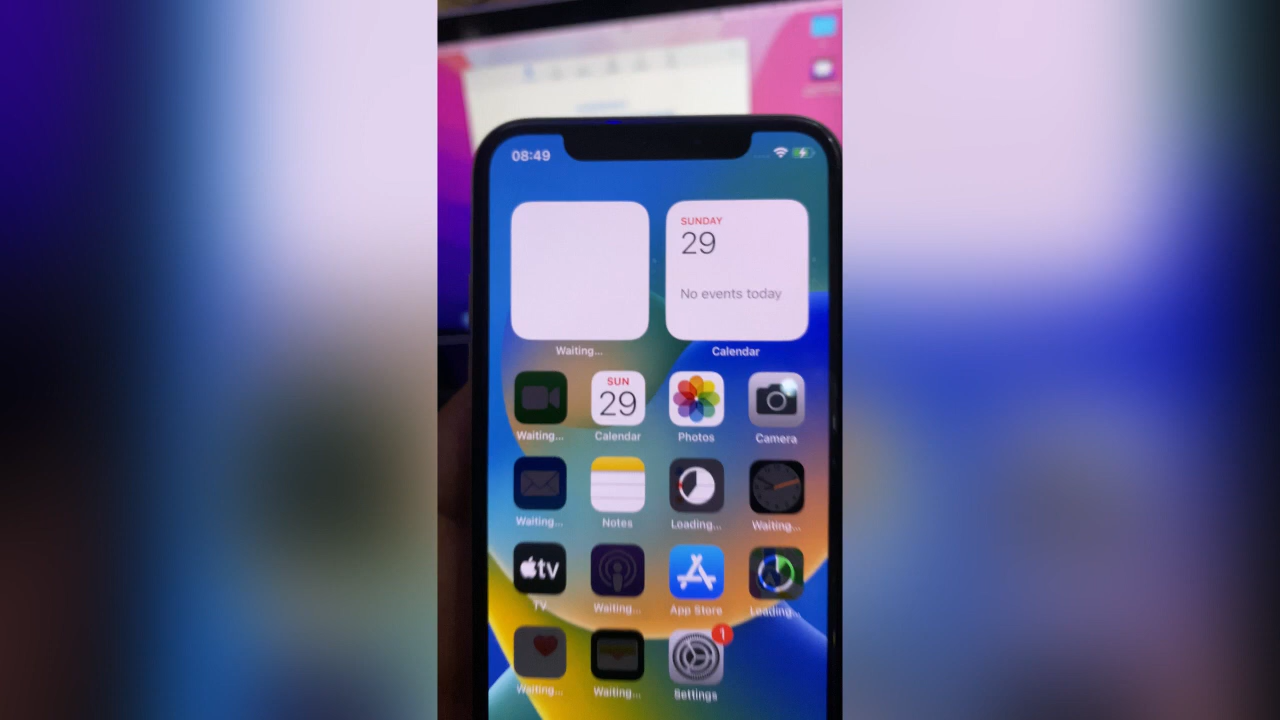 08:49
SUNDAY
29
No events today
Waiting...
Calendar
SUN
29
Waiting...
Calendar
Photos
Camera
Waiting...
Notes
Loading...
Waiting...
tv
TV
Waiting...
App Store
Loading...
1
Waiting...
Waiting...
Settings